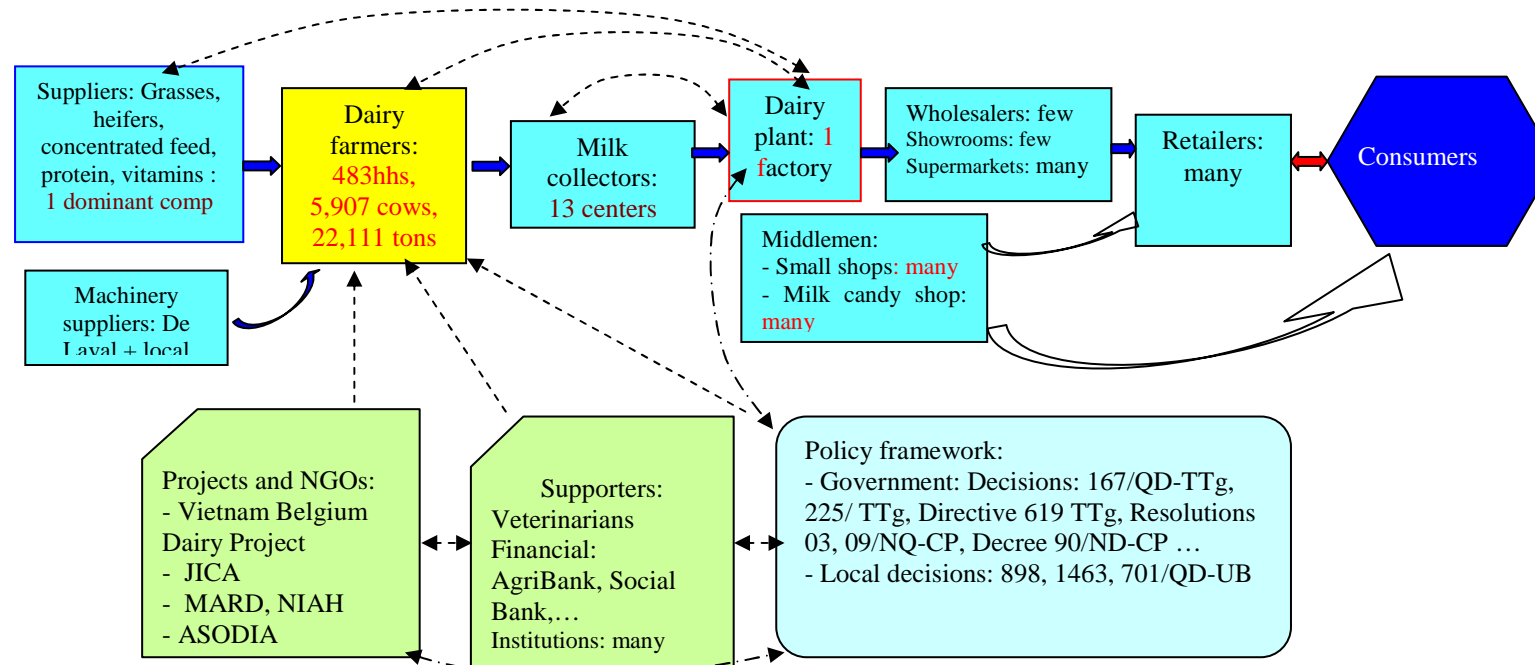 Suppliers: Grasses,
heifers,
concentrated feed,
protein, vitamins :
1 dominant comp
Dairy
farmers:
483hhs,
5,907 cows,
22,111 tons
Milk
collectors:
13 centers
Dairy
plant: 1
factory
Wholesalers: few
Showrooms: few
Supermarkets: many
Retailers:
many
Consumers
Machinery
suppliers: De
Laval + local
Middlemen:
- Small shops: many
- Milk candy shop:
many
Projects and NGOs:
- Vietnam Belgium
Dairy Project
- JICA
- MARD, NIAH
- ASODIA
Supporters:
Veterinarians
Financial:
AgriBank, Social
Bank,…
Institutions: many
Policy framework:
- Government: Decisions: 167/QD-TTg,
225/ TTg, Directive 619 TTg, Resolutions
03, 09/NQ-CP, Decree 90/ND-CP …
- Local decisions: 898, 1463, 701/QD-UB